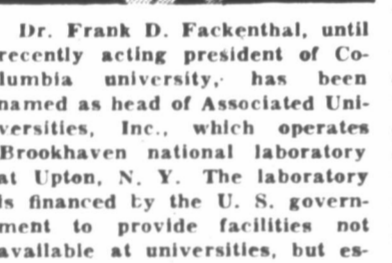 Dr. Frank D. Fackenthal, until
recently acting president of Co-
lumbia university, has been
named as head of Associated Uni-
versities, Inc., which operates
Brookhaven national laboratory
at Upton, N. Y. The laboratory
is financed by the U. S. govern-
ment to provide facilities not
available at universities, but es-